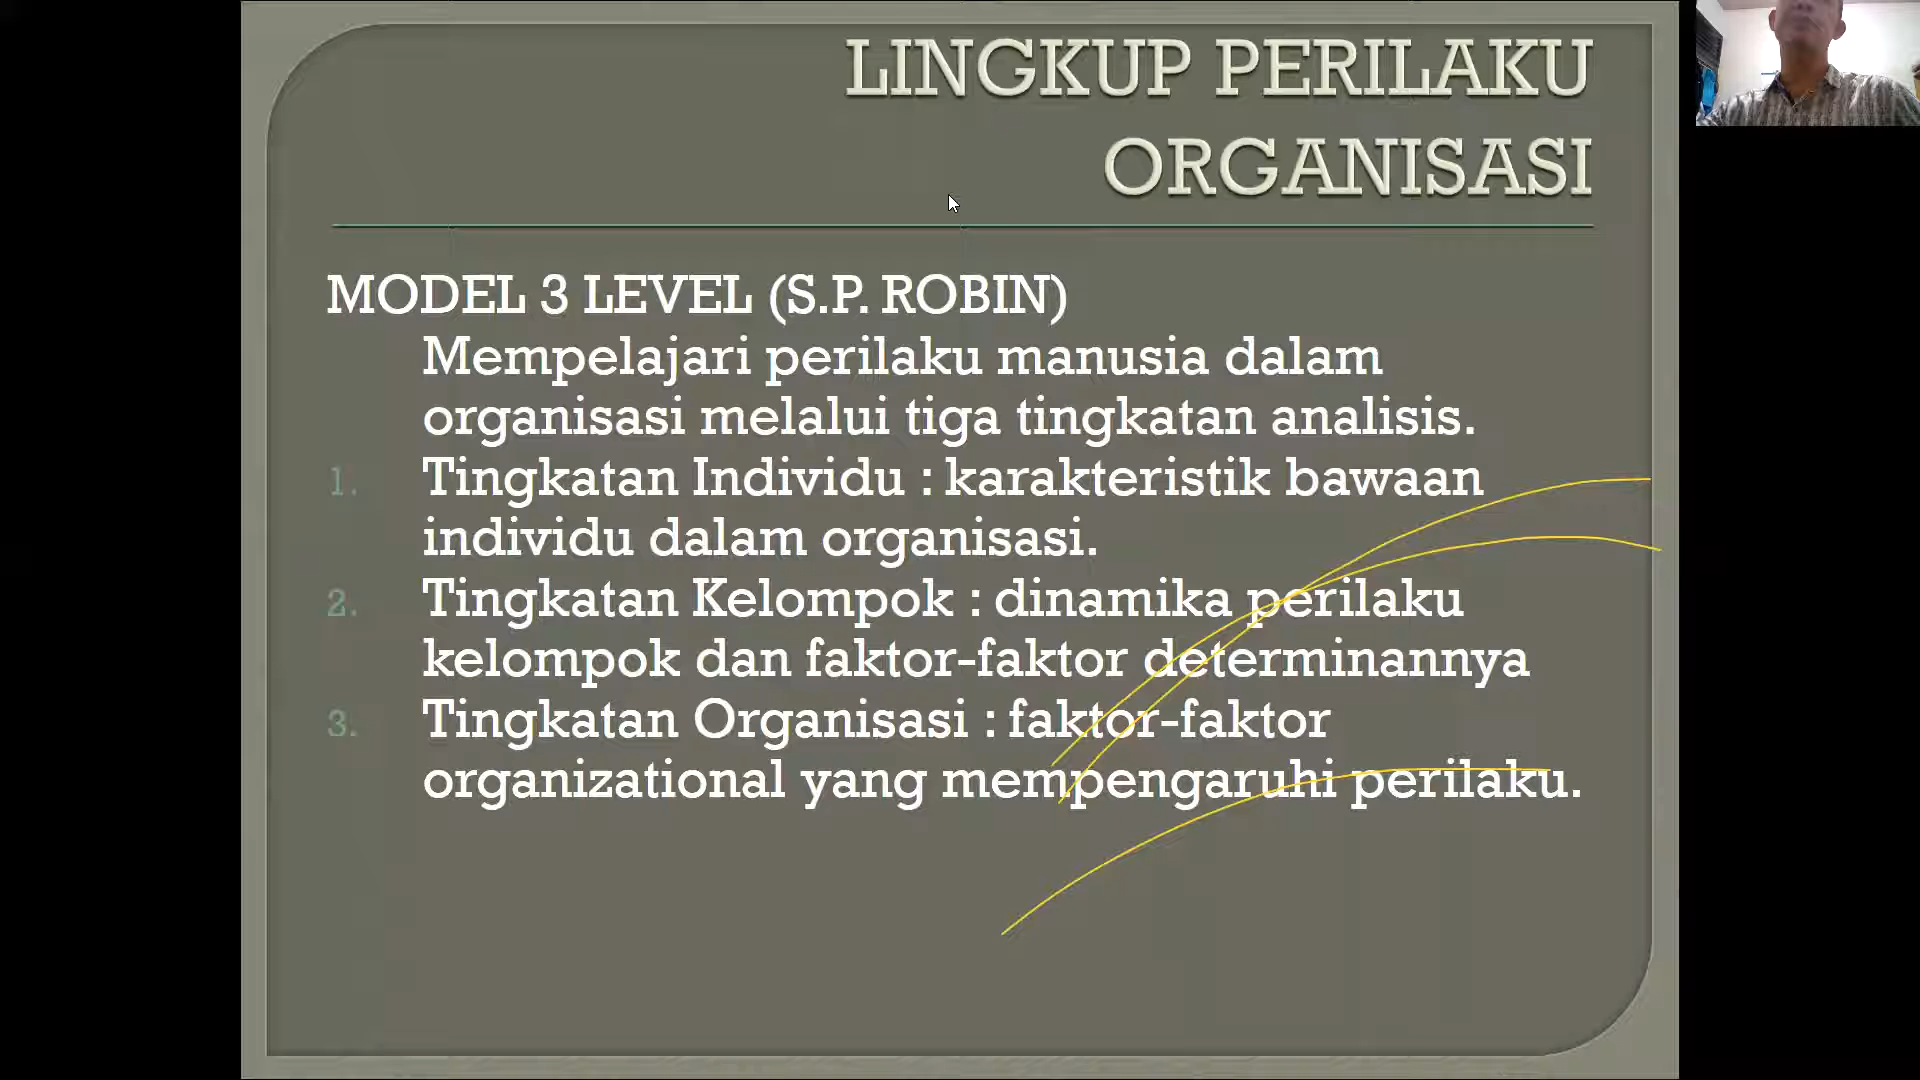 LINGKUP PERILAKU
ORGANISASI
MODEL 3 LEVEL (S.P. ROBIN)
Mempelajari perilaku manusia dalam
organisasi melalui tiga tingkatan analisis.
1. Tingkatan Individu : karakteristik bawaan
individu dalam organisasi.
2. Tingkatan Kelompok : dinamika perilaku
kelompok dan faktor-faktor determinannya
3. Tingkatan Organisasi : faktor-faktor
organizational yang mempengaruhi perilaku.